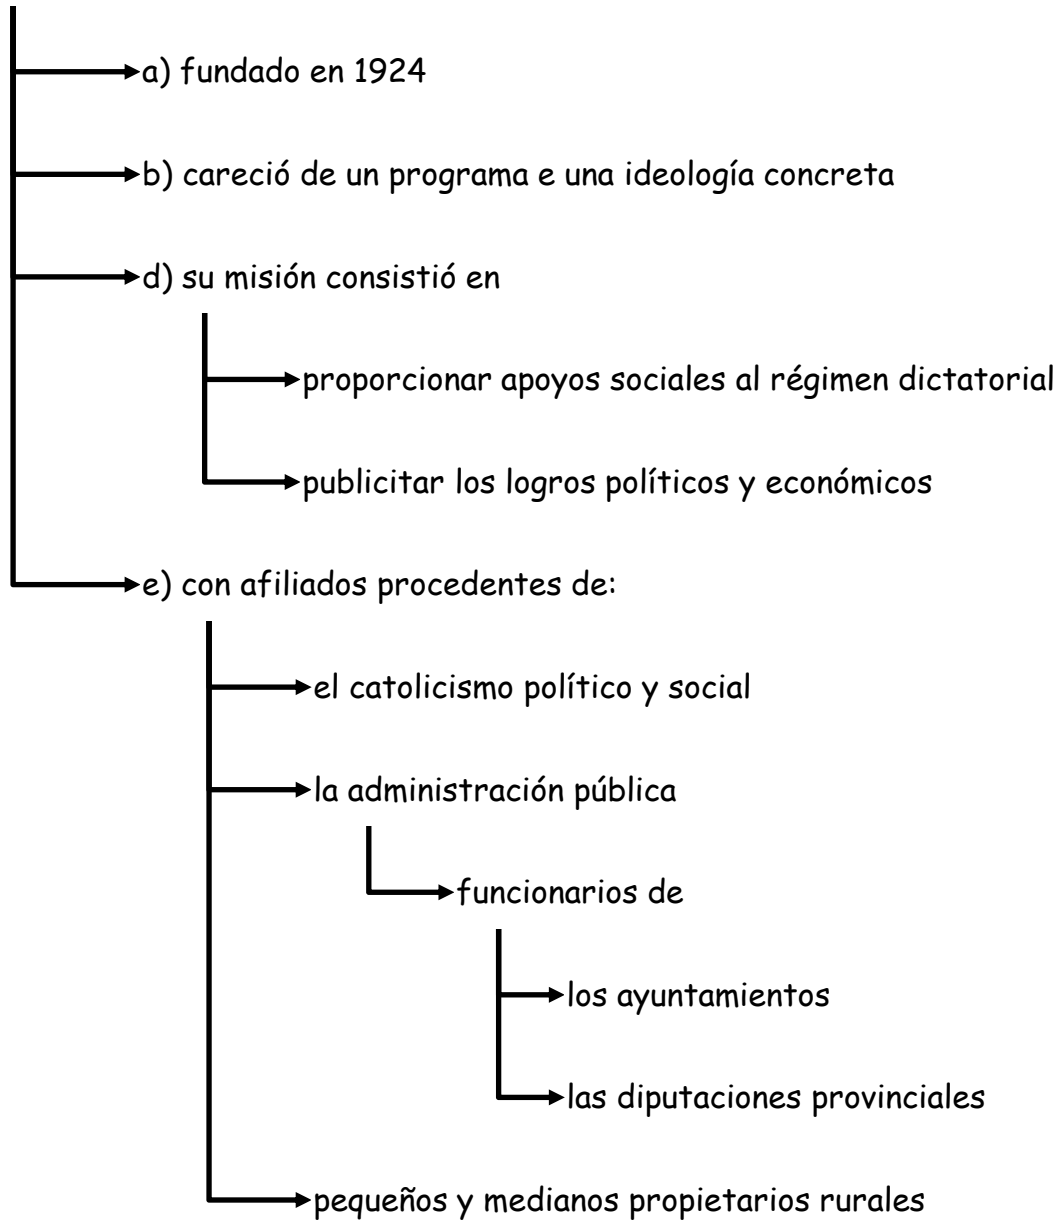 a) fundado en 1924
b) careció de un programa e una ideología concreta
d) su misión consistió en
proporcionar apoyos sociales al régimen dictatorial
publicitar los logros políticos y económicos
e) con afiliados procedentes de:
el catolicismo político y social
la administración pública
funcionarios de
los ayuntamientos
las diputaciones provinciales
pequeños y medianos propietarios rurales